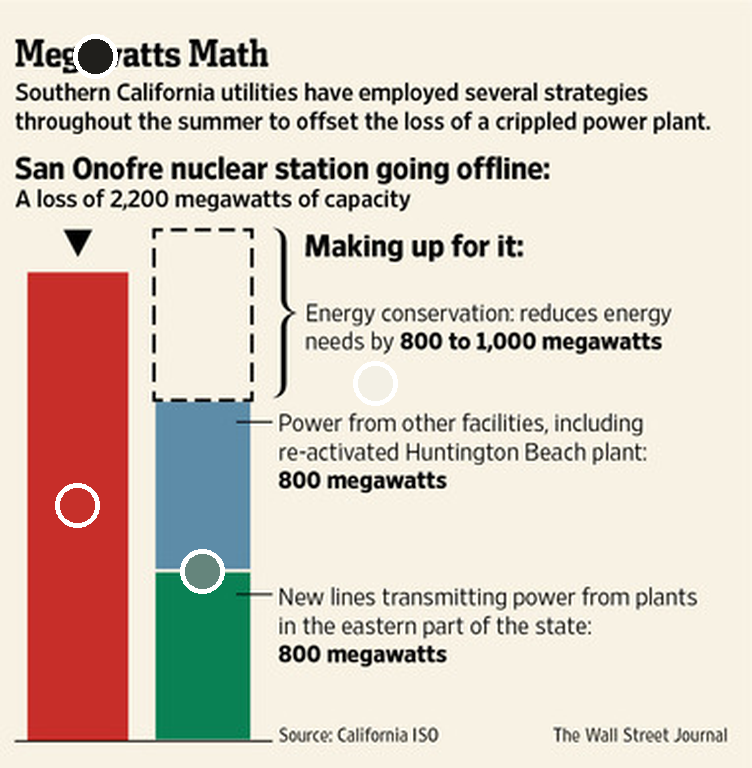 Math
Southern California utilities have employed several strategies
throughout the summer to offset the loss of a crippled power plant.
San Onofre nuclear station going offline:
A loss of 2,200 megawatts of capacity
Making up for it:
Energy conservation: reduces energy
needs by 800 to 1,000 megawatts
Power from other facilities, including
re-activated Huntington Beach plant:
800 megawatts
New lines transmitting power from plants
in the eastern part of the state:
800 megawatts
Source: California ISO
The Wall Street Journal